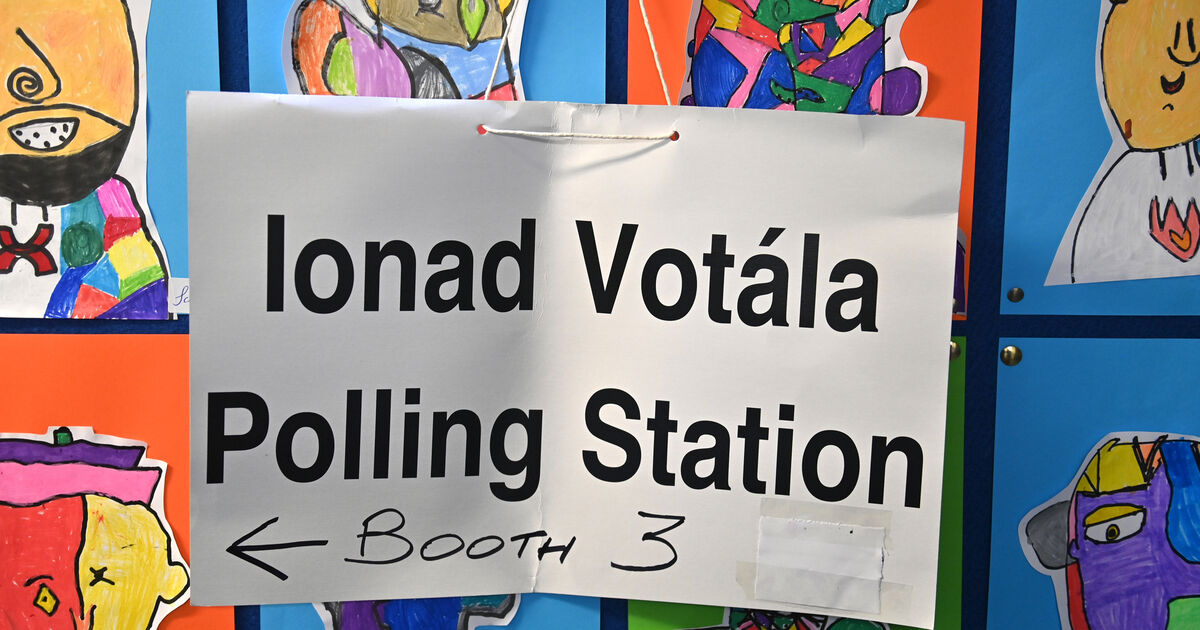 Ionad Votála
Polling Station
← BOOTH 3